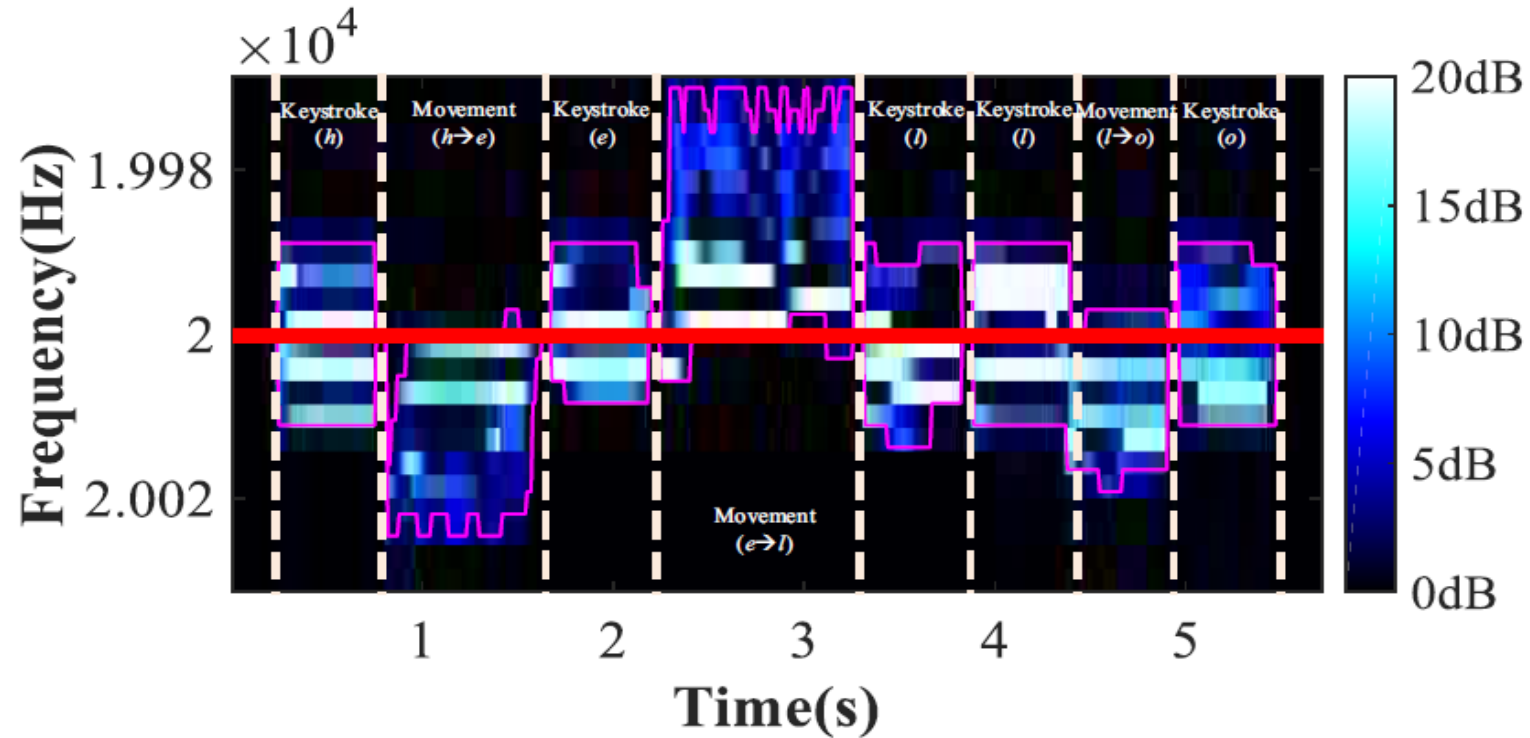 ×10⁴
Keystroke
(h)
Movement
(h→e)
Keystroke
(e)
Keystroke
(l)
Keystroke
(l)
Movement
(l→o)
Keystroke
(o)
Movement
(e→l)
Frequency(Hz)
1.998
2
2.002
1 2 3 4 5
Time(s)
20dB
15dB
10dB
5dB
0dB